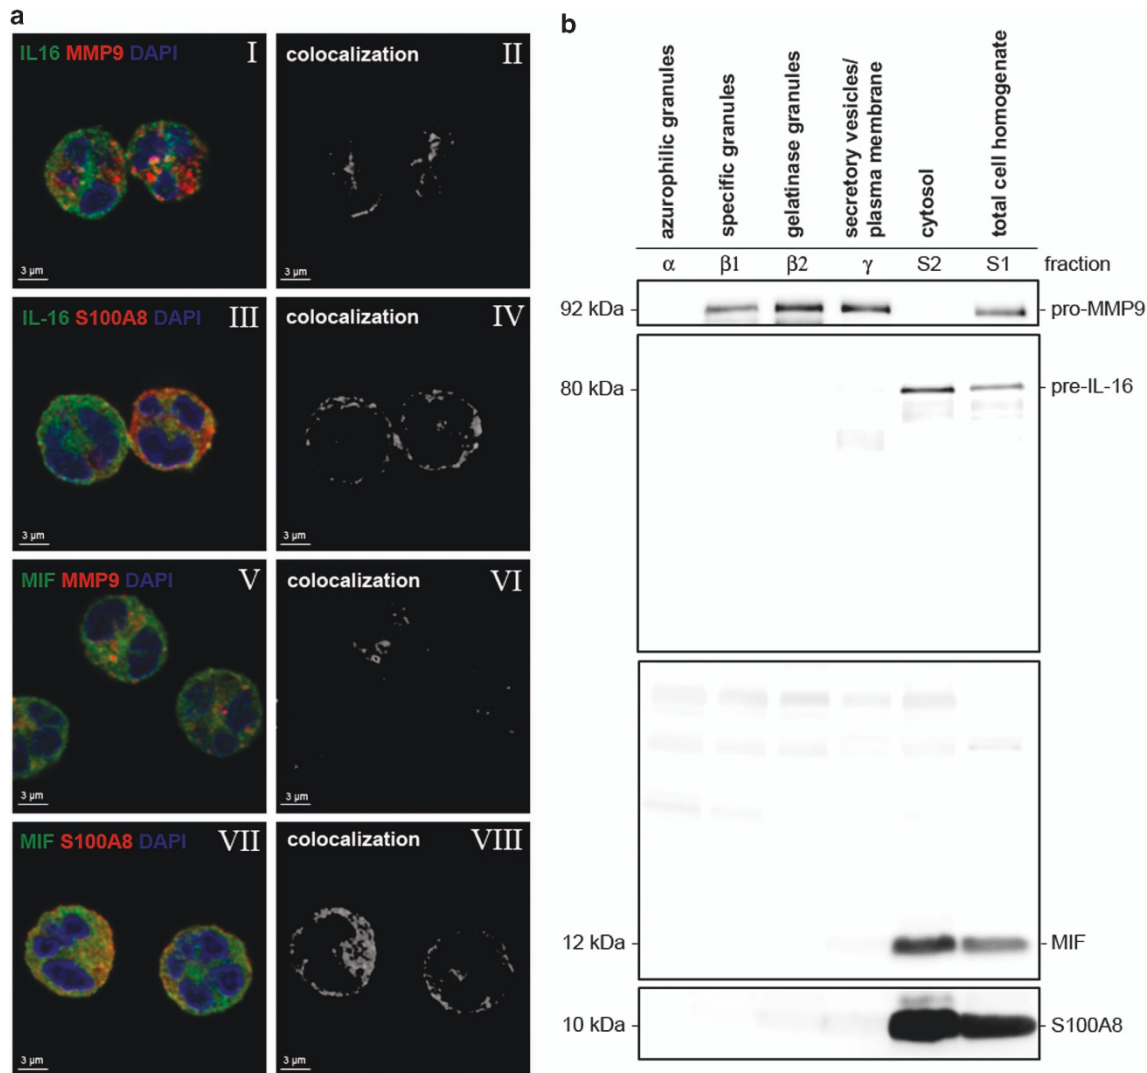 a
IL16 MMP9 DAPI I
colocalization II
3 µm
3 µm
IL-16 S100A8 DAPI III
colocalization IV
3 µm
3 µm
MIF MMP9 DAPI V
colocalization VI
3 µm
3 µm
MIF S100A8 DAPI VII
colocalization VIII
3 µm
3 µm
b
azurophilic granules
specific granules
gelatinase granules
secretory vesicles/
plasma membrane
cytosol
total cell homogenate
α β1 β2 γ S2 S1 fraction
92 kDa pro-MMP9
80 kDa pre-IL-16
12 kDa MIF
10 kDa S100A8